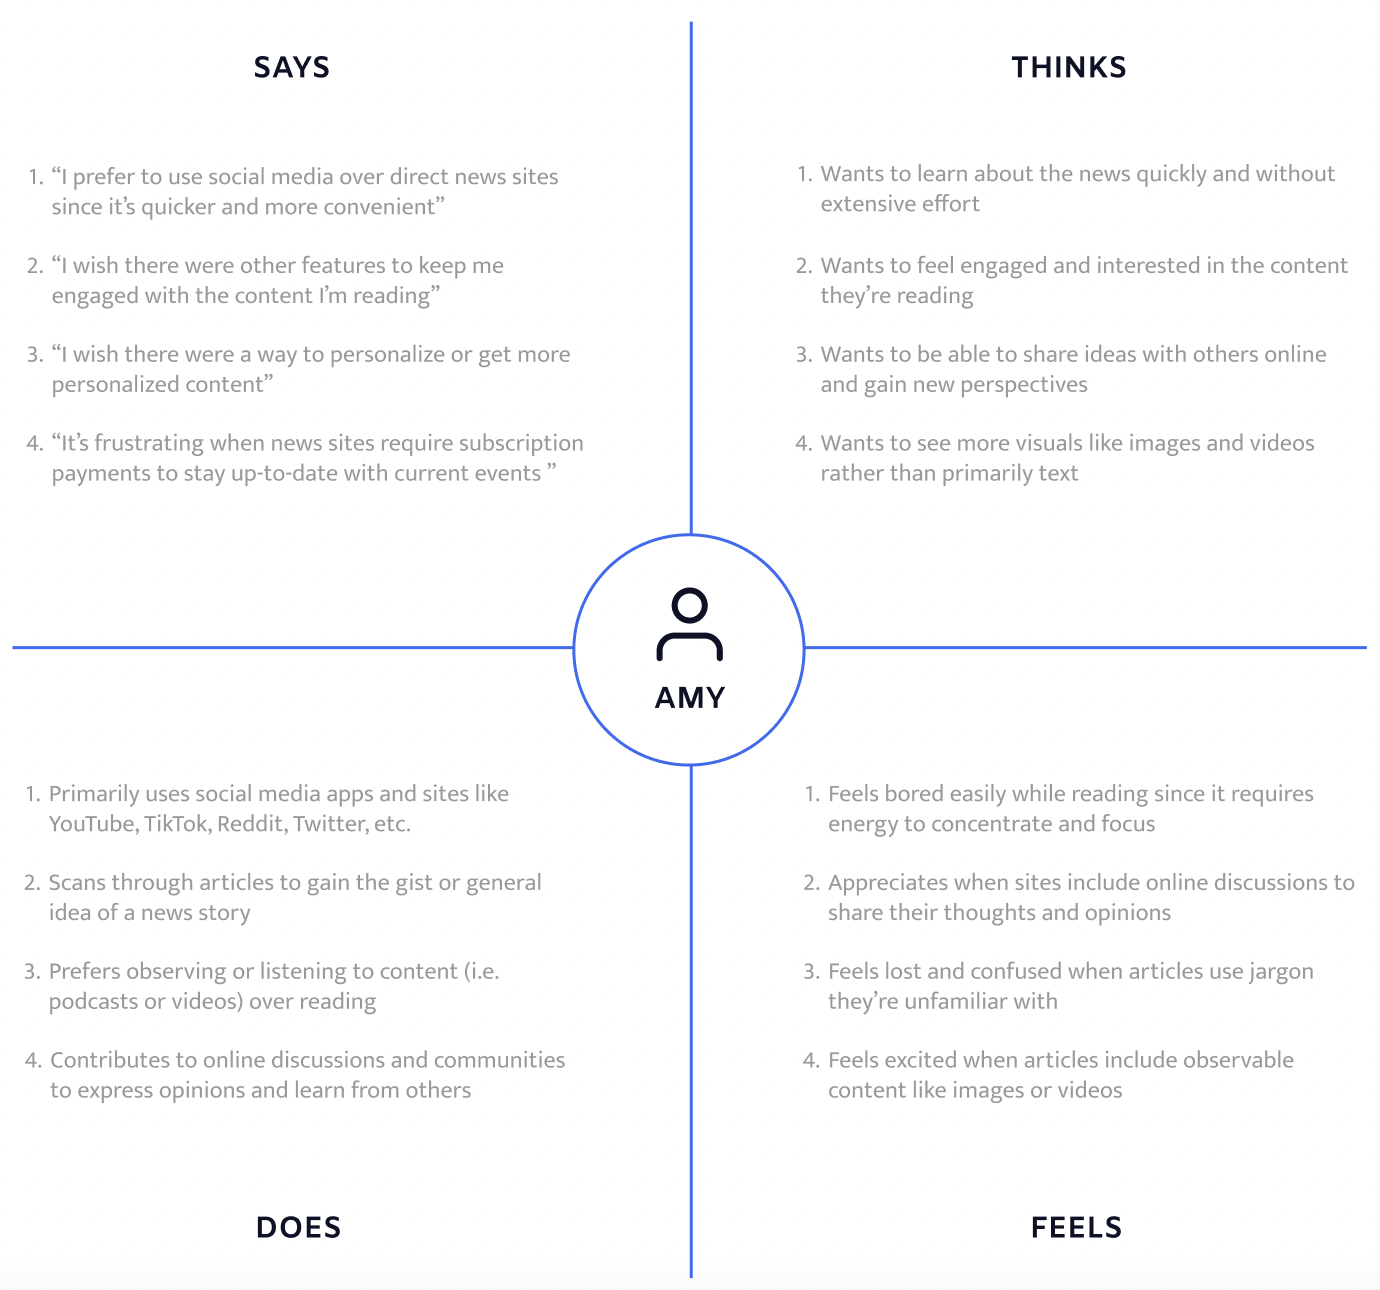 SAYS
1. “I prefer to use social media over direct news sites
since it’s quicker and more convenient”
2. “I wish there were other features to keep me
engaged with the content I’m reading”
3. “I wish there were a way to personalize or get more
personalized content”
4. “It’s frustrating when news sites require subscription
payments to stay up-to-date with current events ”
THINKS
1. Wants to learn about the news quickly and without
extensive effort
2. Wants to feel engaged and interested in the content
they’re reading
3. Wants to be able to share ideas with others online
and gain new perspectives
4. Wants to see more visuals like images and videos
rather than primarily text
AMY
1. Primarily uses social media apps and sites like
YouTube, TikTok, Reddit, Twitter, etc.
2. Scans through articles to gain the gist or general
idea of a news story
3. Prefers observing or listening to content (i.e.
podcasts or videos) over reading
4. Contributes to online discussions and communities
to express opinions and learn from others
DOES
1. Feels bored easily while reading since it requires
energy to concentrate and focus
2. Appreciates when sites include online discussions to
share their thoughts and opinions
3. Feels lost and confused when articles use jargon
they’re unfamiliar with
4. Feels excited when articles include observable
content like images or videos
FEELS